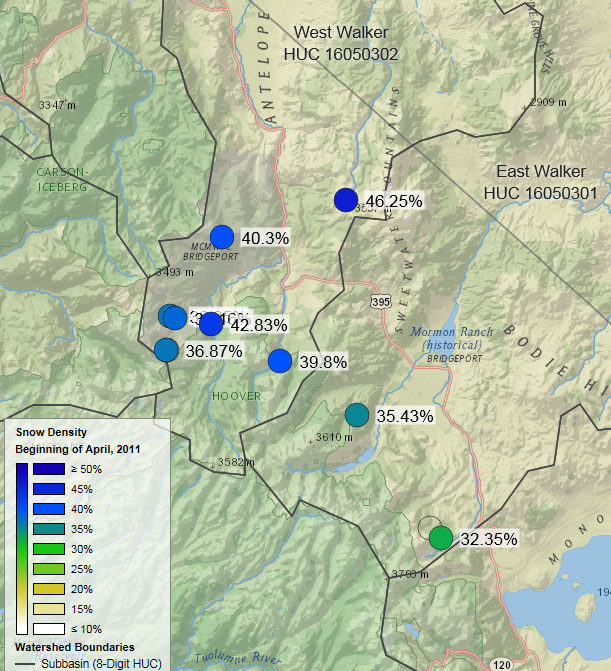 West Walker
HUC 16050302
ANTELOPE
3347 m
2909 m
CARSON-
ICEBERG
East Walker
HUC 16050301
46.25%
40.3%
BRIDGEPORT
3493 m
SWEETWATER MOUNTAINS
395
42.83%
36.87%
39.8%
Mormon Ranch
(historical)
BRIDGEPORT
BODIE HI
HOOVER
35.43%
3610 m
3582 m
32.35%
MONO
3793 m
194
120
Tuolumne River
Snow Density
Beginning of April, 2011
≥ 50%
45%
40%
35%
30%
25%
20%
15%
≤ 10%
Watershed Boundaries
Subbasin (8-Digit HUC)